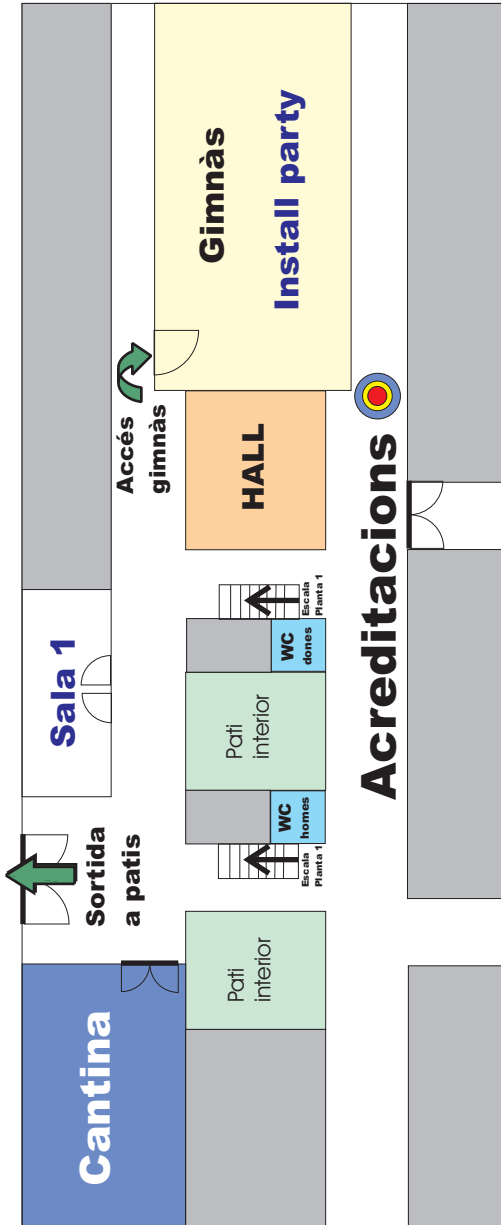 Cantina
Sortida
a patis
Sala 1
Accés
gimnàs
Gimnàs
Install party
HALL
Pati
interior
Escala
Planta 1
WC
homes
Pati
interior
WC
dones
Escala
Planta 1
Acreditacions